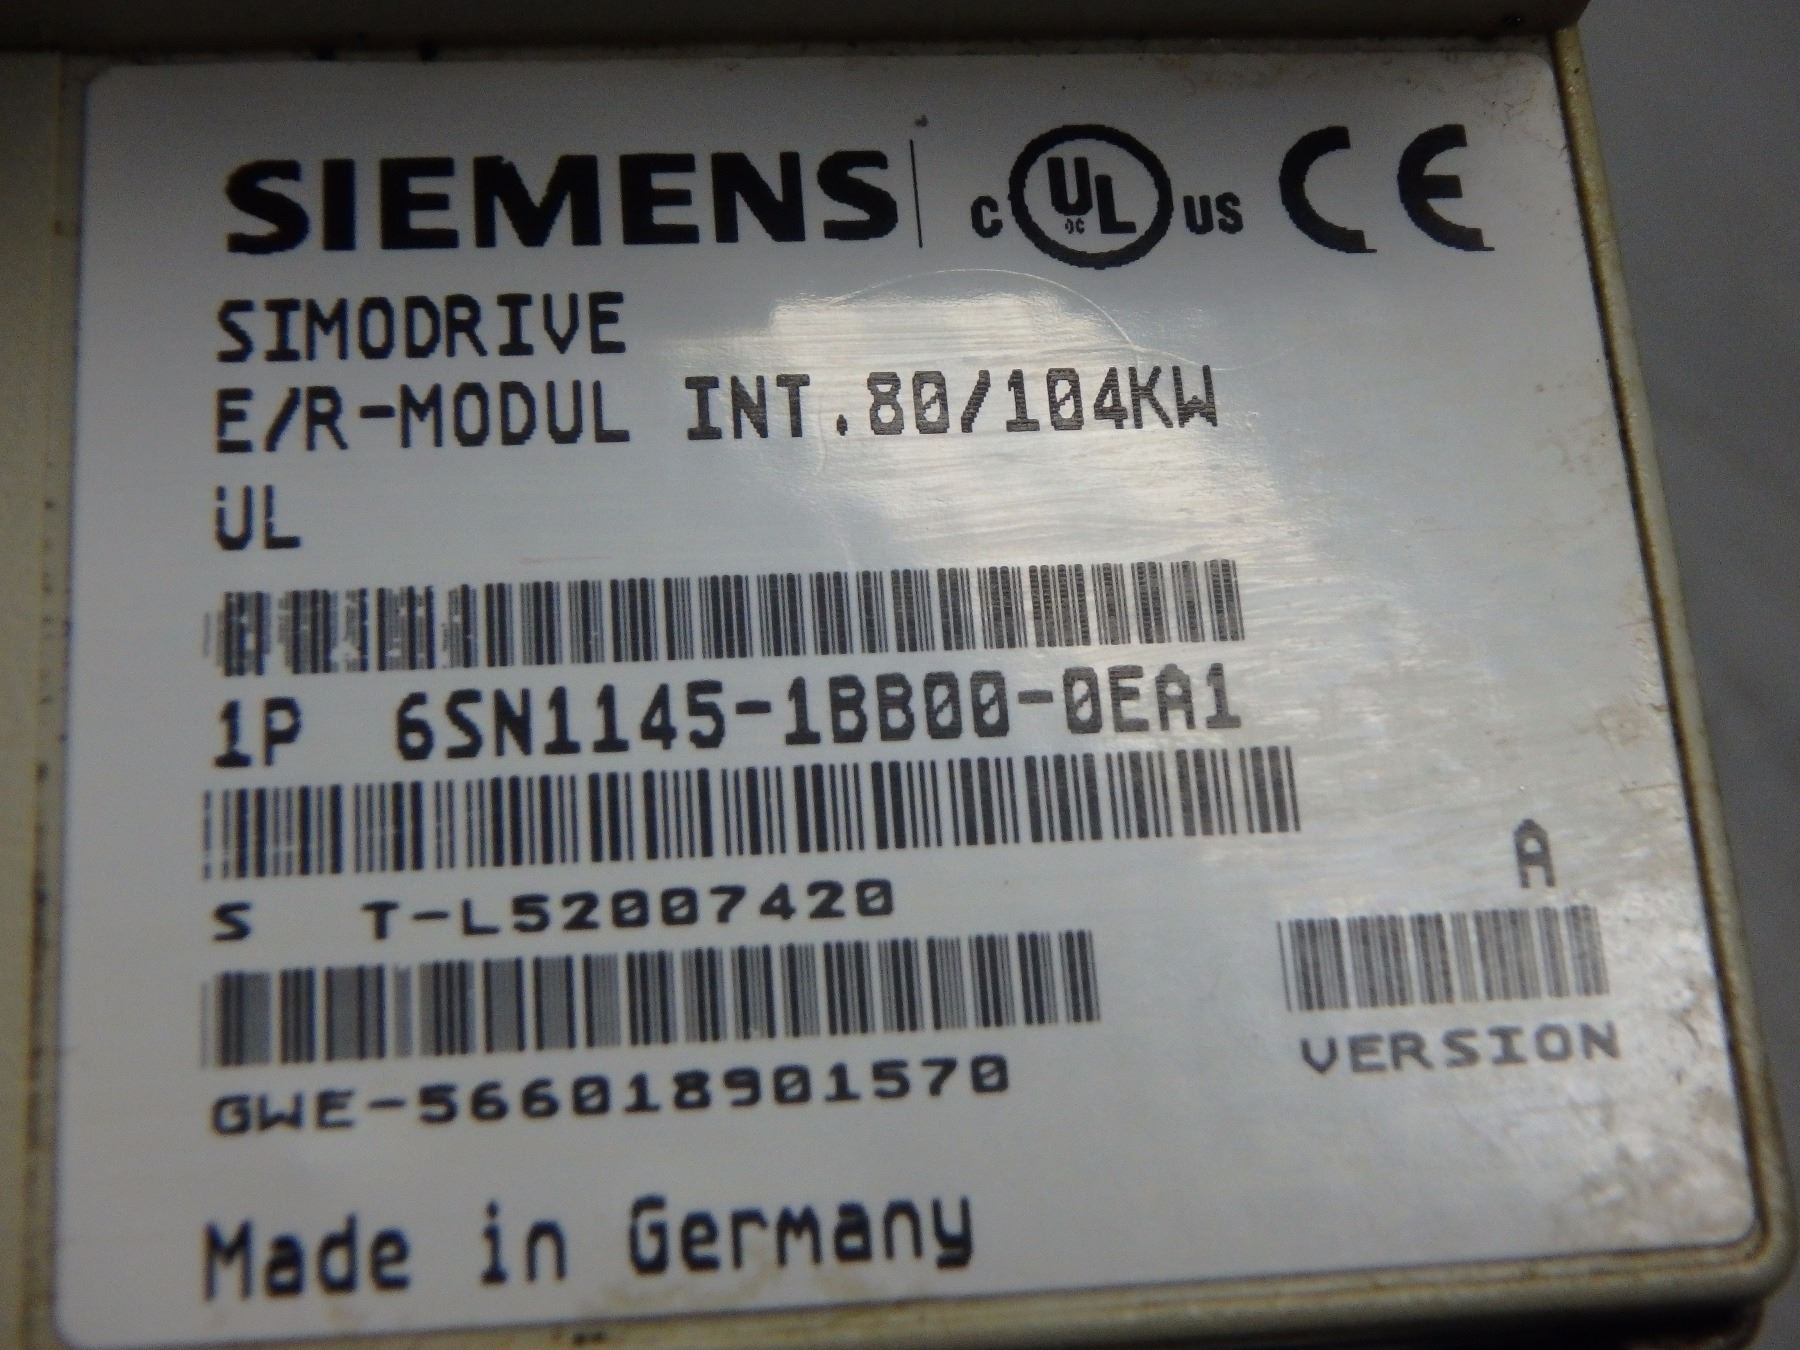 SIEMENS c UL us CE
SIMODRIVE
E/R-MODUL INT.80/104KW
UL
1P 6SN1145-1BB00-0EA1
A
S T-L52007420
VERSION
GWE-566018901570
Made in Germany